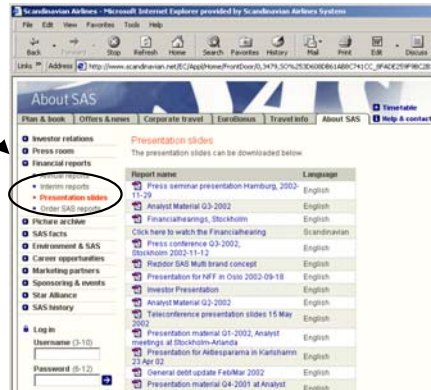 Scandinavian Airlines - Microsoft Internet Explorer provided by Scandinavian Airlines System
File Edit View Favorites Tools Help
Back Forward Stop Refresh Home Search Favorites History Mail Print Edit Discuss
Links Address http://www.scandinavian.net/EC/Appl/Home/FrontDoor/0,3479,
About SAS
Timetable
Plan & book Offers & news Corporate travel EuroBonus Travel info About SAS Help & contact
Investor relations
Press room
Financial reports
Annual reports
Interim reports
Presentation slides
Order SAS reports
Picture archive
SAS facts
Environment & SAS
Career opportunities
Marketing partners
Sponsoring & events
Star Alliance
SAS history
Log in
Username (3-10)
Password (6-12)
Presentation slides
The presentation slides can be downloaded below.
Report name Language
Press seminar presentation Hamburg, 2002-
11-29 English
Analyst Material Q3-2002 English
Financialhearings, Stockholm English
Click here to watch the Financialhearing Scandinavian
Press conference Q3-2002,
Stockholm 2002-11-12 English
Rezidor SAS Multi brand concept English
Presentation for NFF in Oslo 2002-09-18 English
Investor Presentation English
Analyst Material Q2-2002 English
Teleconference presentation slides 15 May
2002 English
Presentation material Q1-2002, Analyst
meetings at Stockholm-Arlanda English
Presentation for Aktiespararna in Karlshamn
23 Apr 02 English
General debt update Feb/Mar 2002 English
Presentation material Q4-2001 at Analyst English